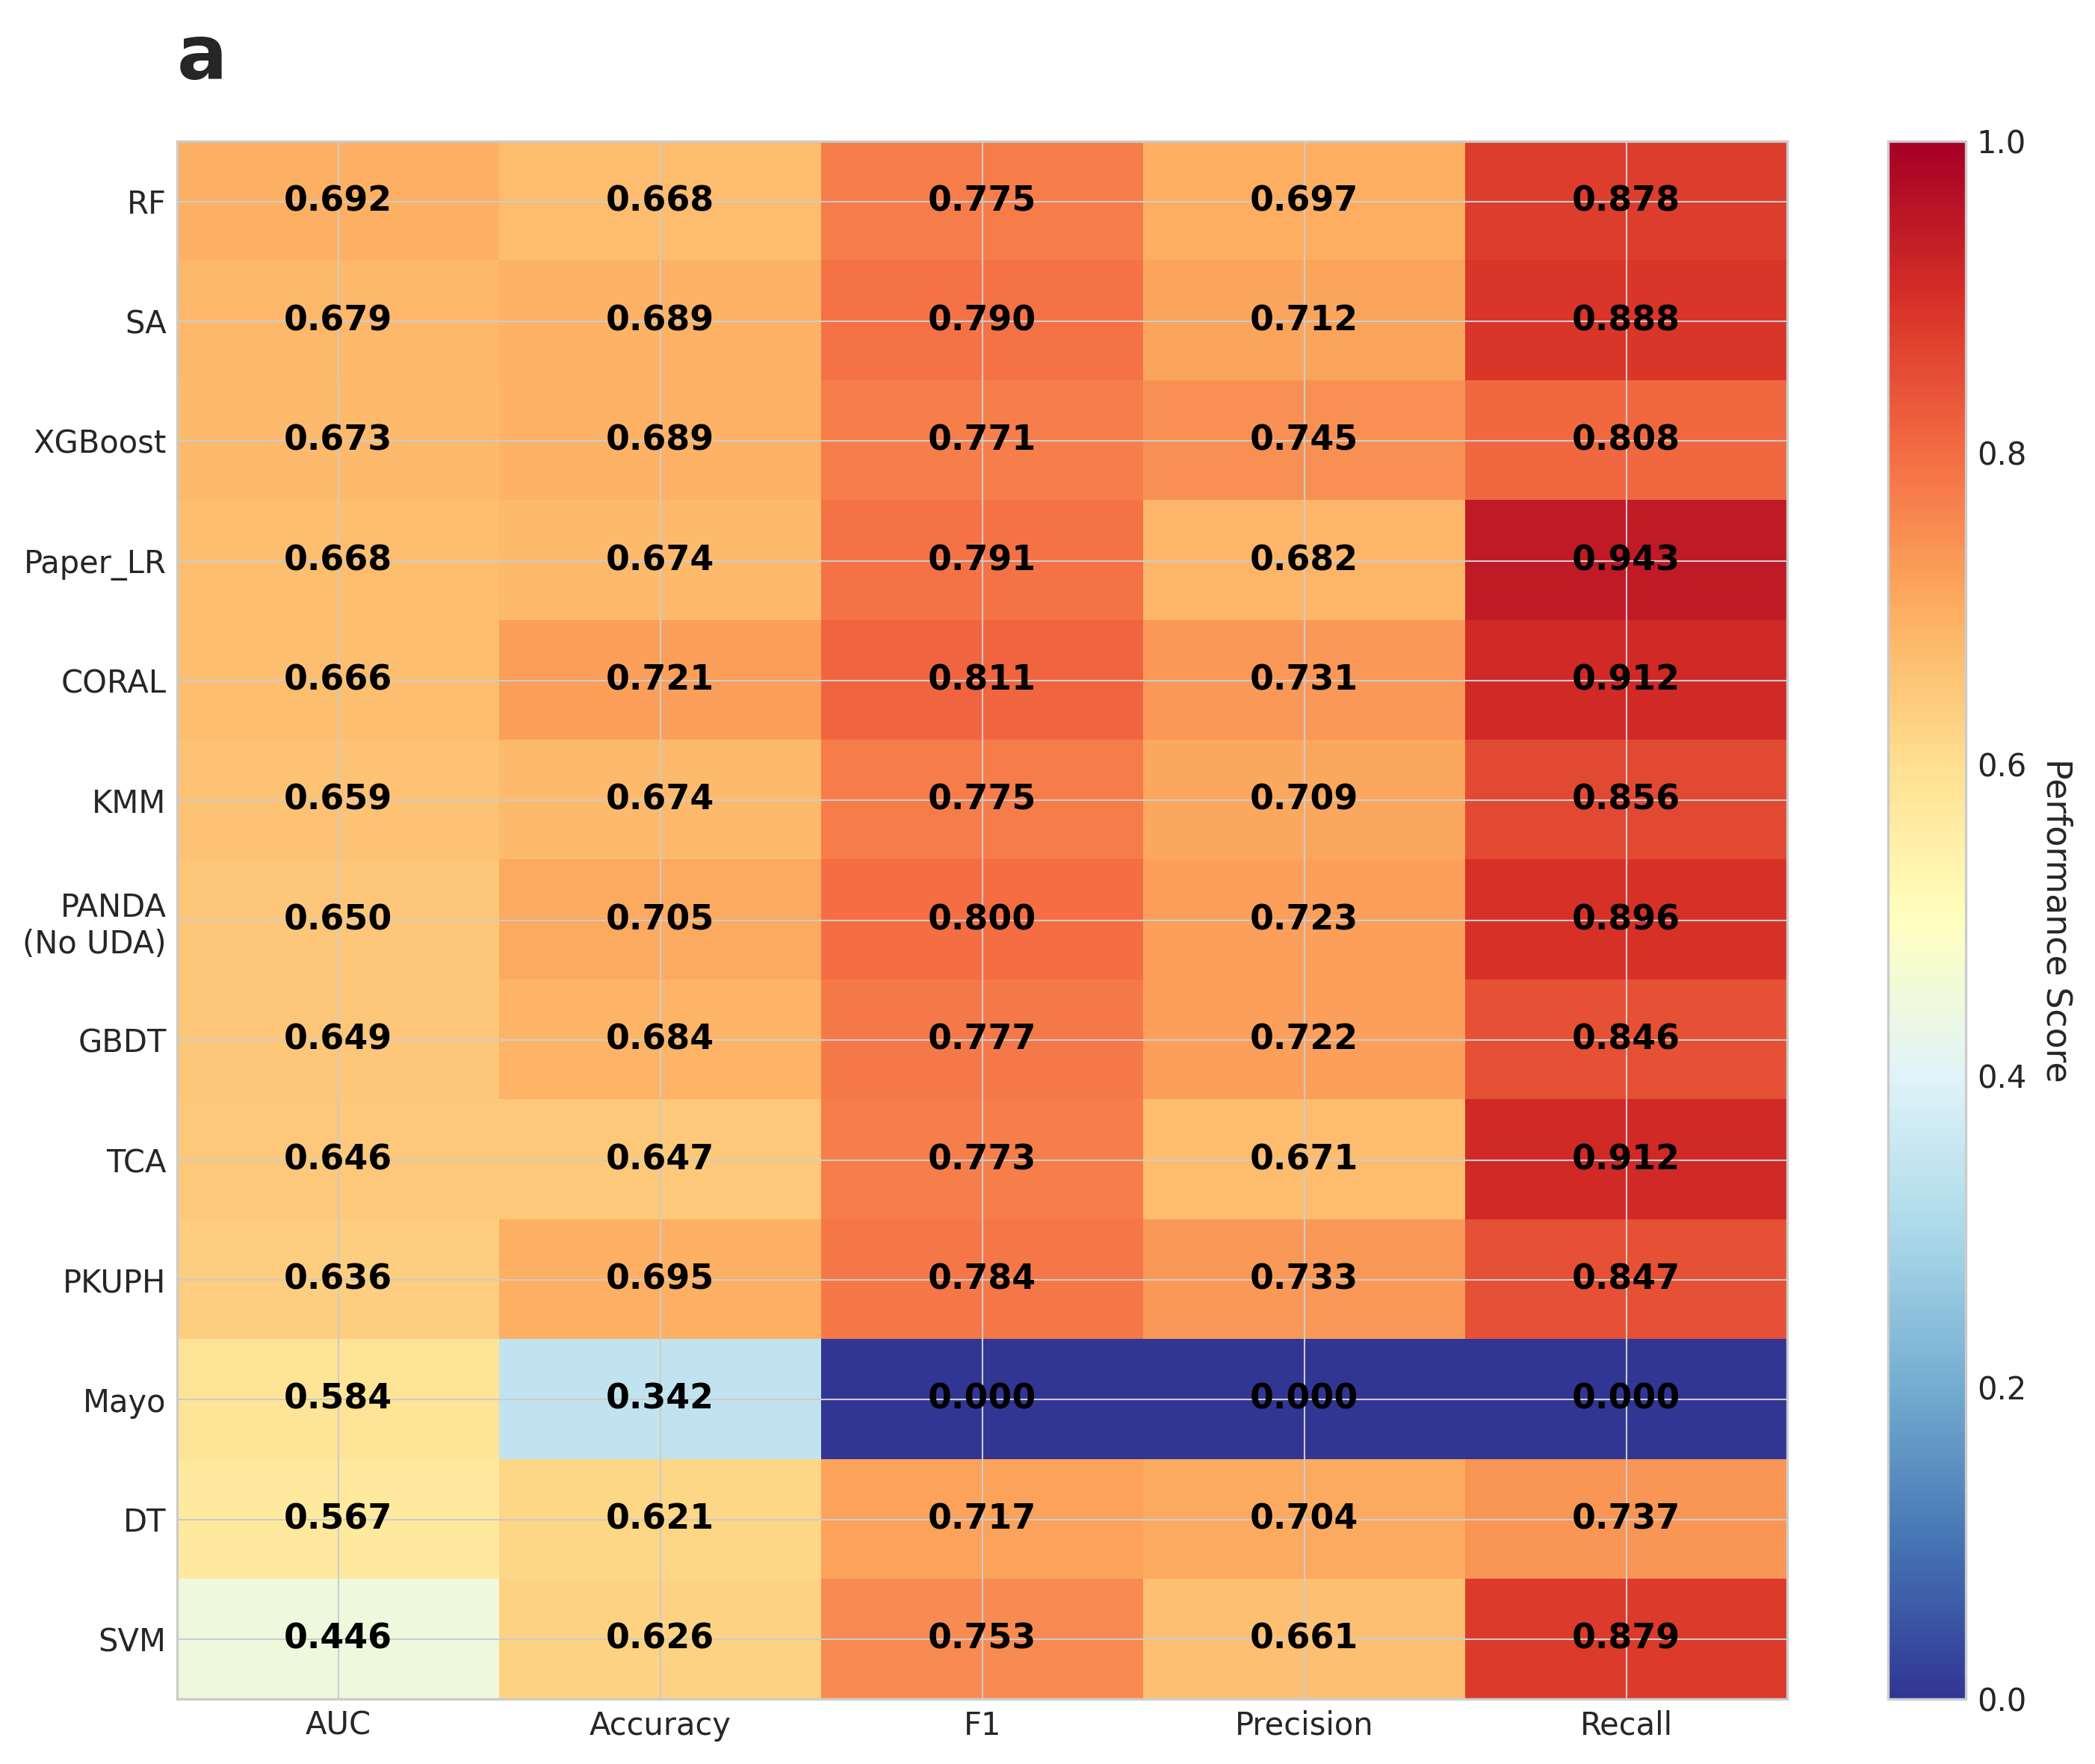 a
RF 0.692 0.668 0.775 0.697 0.878
SA 0.679 0.689 0.790 0.712 0.888
XGBoost 0.673 0.689 0.771 0.745 0.808
Paper_LR 0.668 0.674 0.791 0.682 0.943
CORAL 0.666 0.721 0.811 0.731 0.912
KMM 0.659 0.674 0.775 0.709 0.856
PANDA
(No UDA) 0.650 0.705 0.800 0.723 0.896
GBDT 0.649 0.684 0.777 0.722 0.846
TCA 0.646 0.647 0.773 0.671 0.912
PKUPH 0.636 0.695 0.784 0.733 0.847
Mayo 0.584 0.342 0.000 0.000 0.000
DT 0.567 0.621 0.717 0.704 0.737
SVM 0.446 0.626 0.753 0.661 0.879
AUC Accuracy F1 Precision Recall
1.0
0.8
0.6
0.4
0.2
0.0
Performance Score